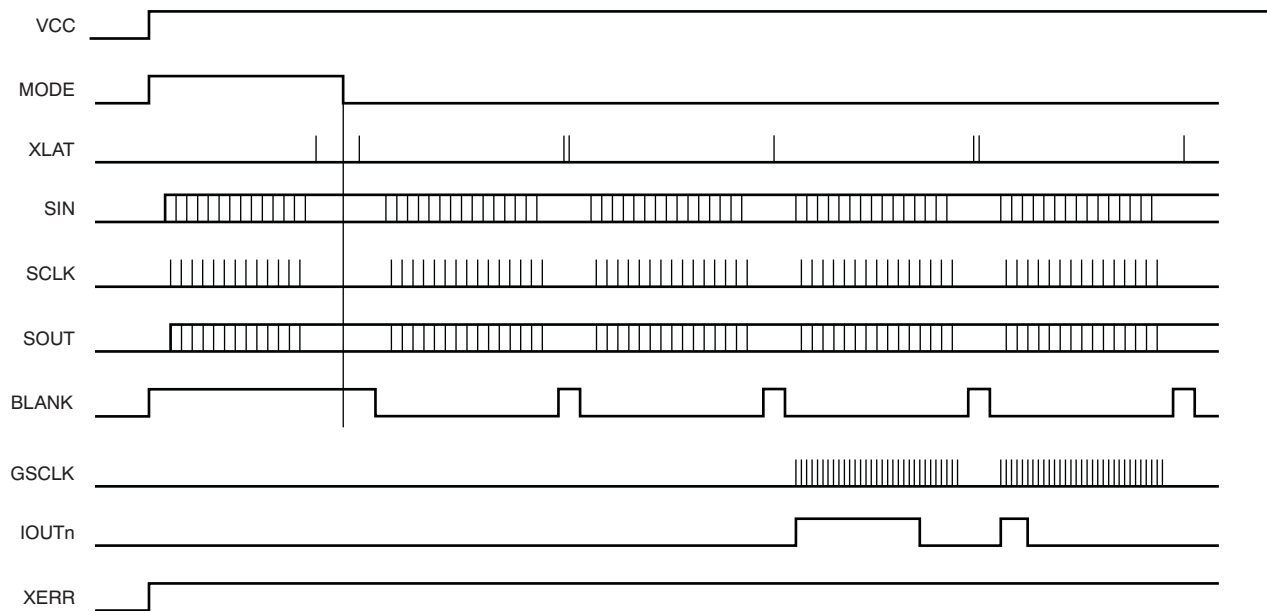 VCC
MODE
XLAT
SIN
SCLK
SOUT
BLANK
GSCLK
IOUTn
XERR